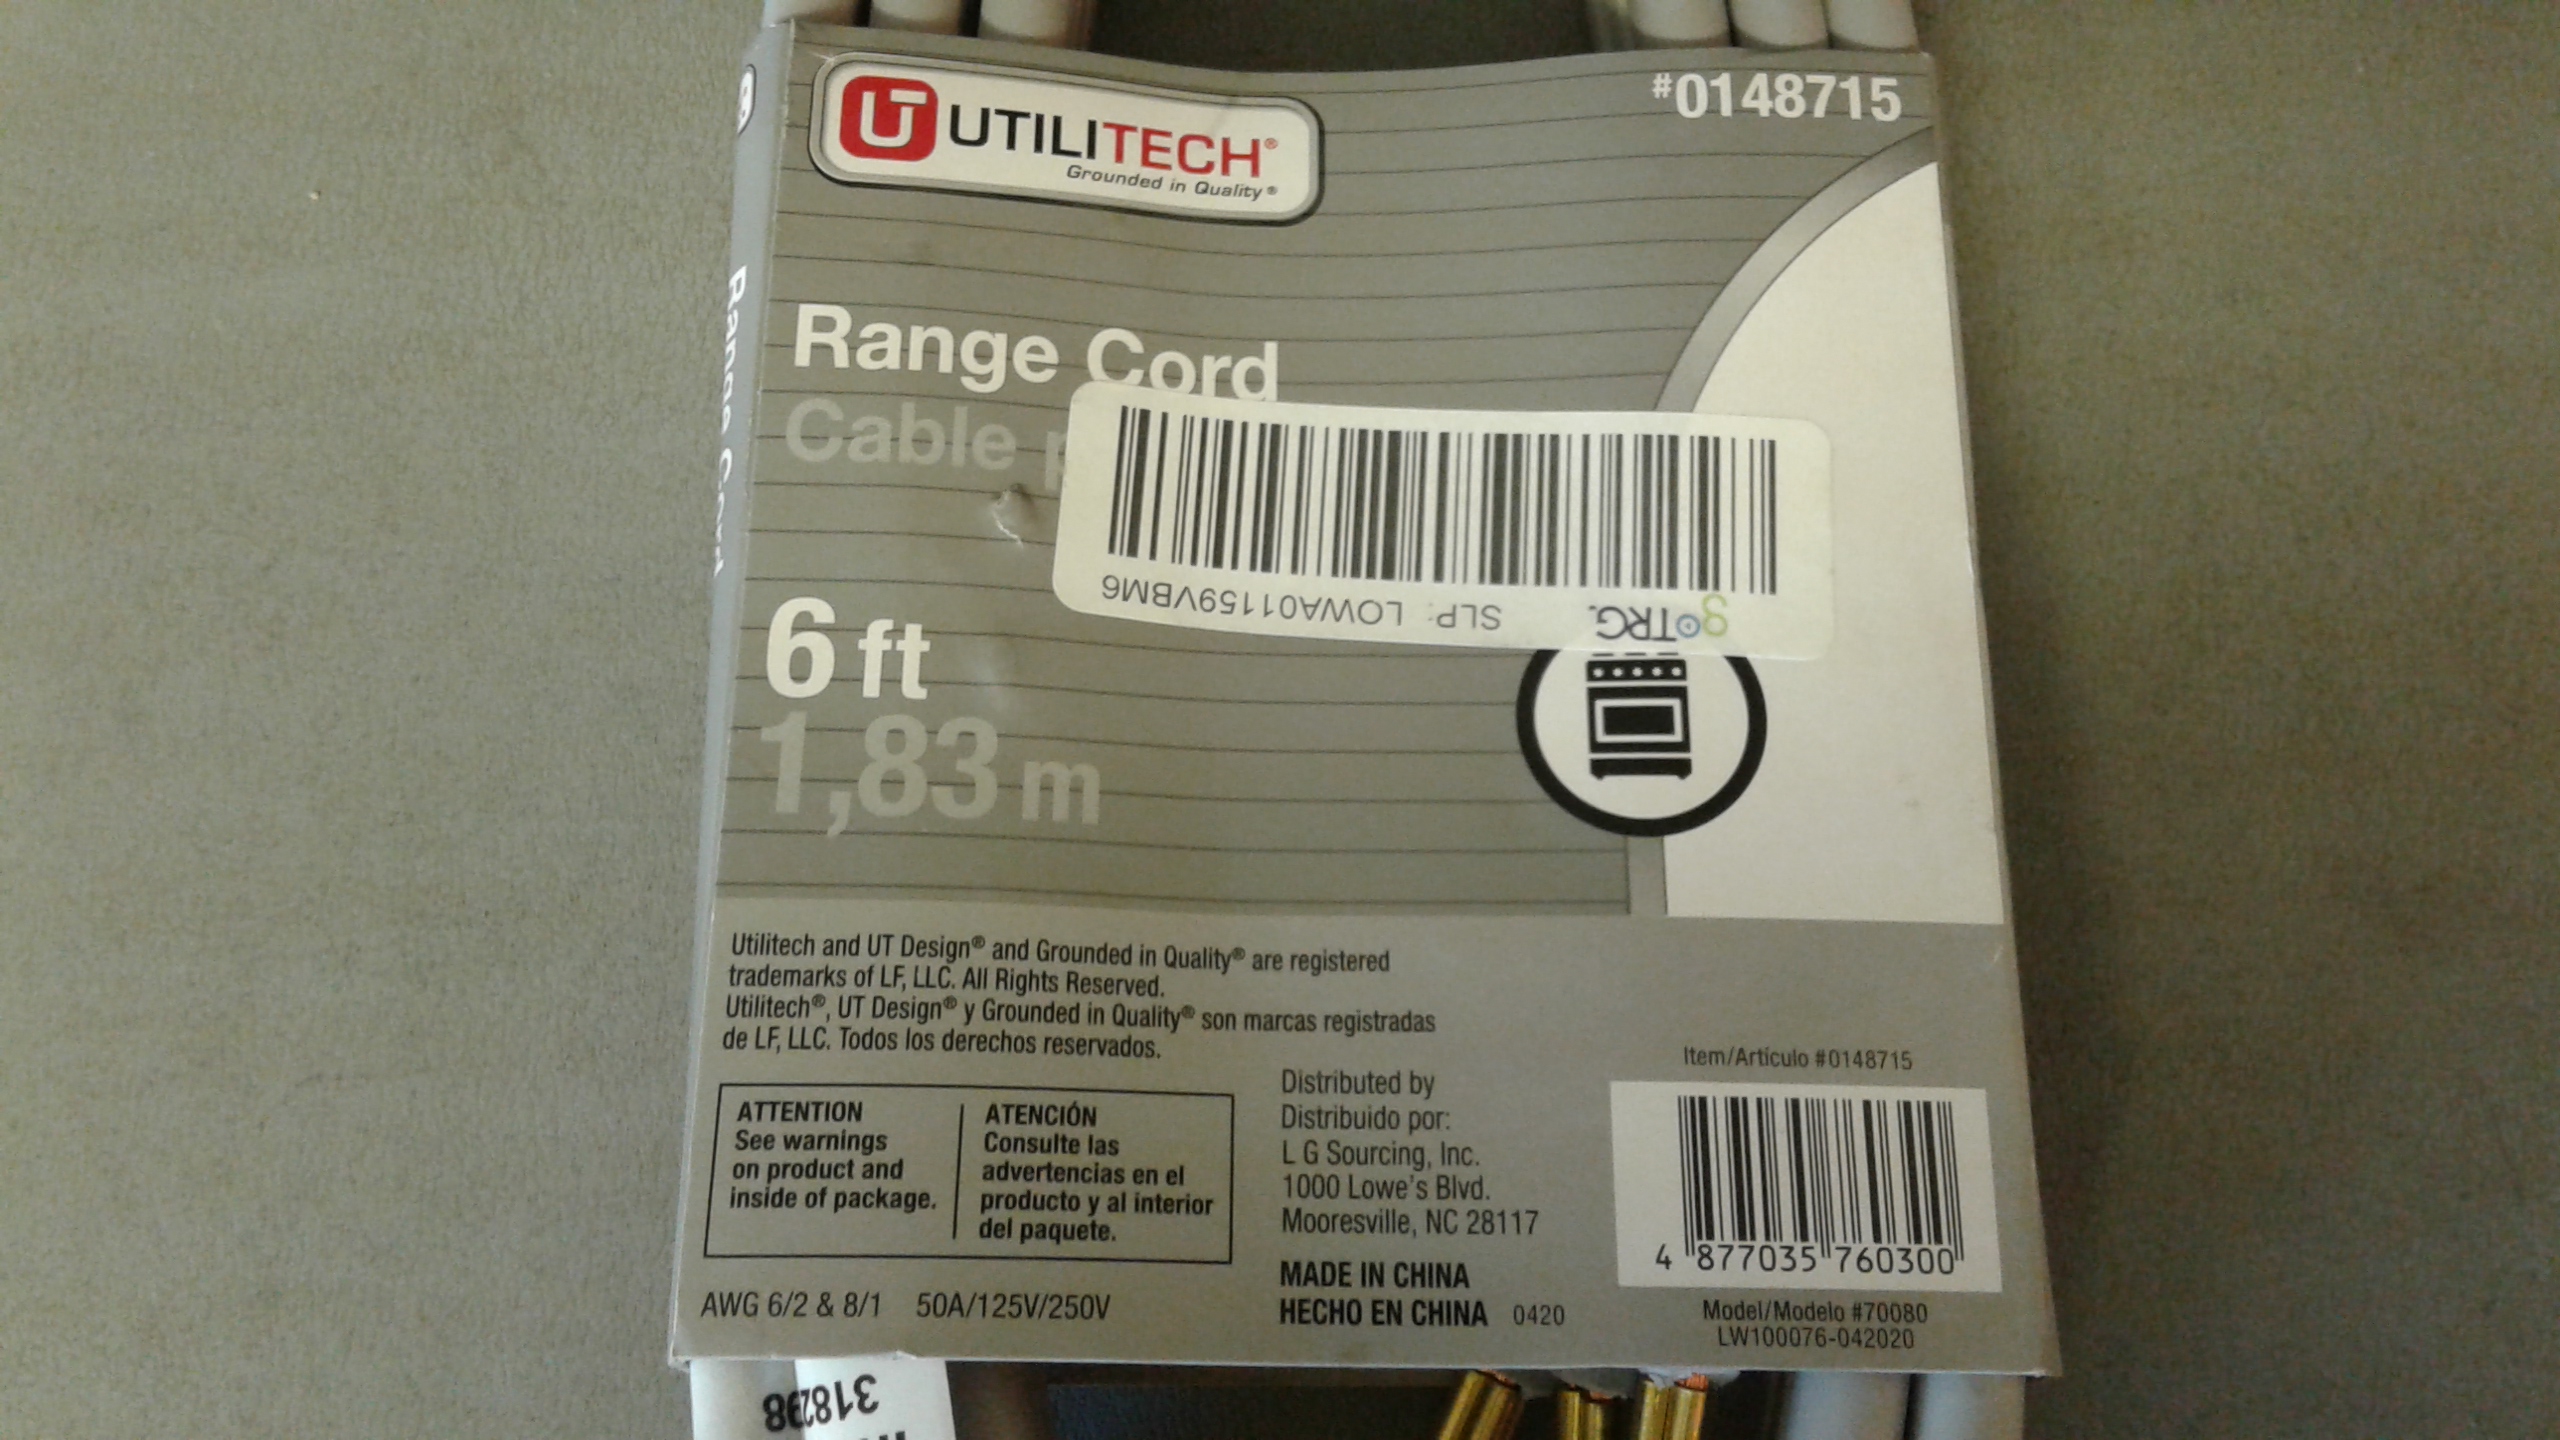 UTILITECH®
Grounded in Quality®
#0148715
Range Cord
Range Cord
Cable
SLP: LOWA01159VBM6
goTRG.
6 ft
1,83 m
Utilitech and UT Design® and Grounded in Quality® are registered
trademarks of LF, LLC. All Rights Reserved.
Utilitech®, UT Design® y Grounded in Quality® son marcas registradas
de LF, LLC. Todos los derechos reservados.
ATTENTION
See warnings
on product and
inside of package.
ATENCIÓN
Consulte las
advertencias en el
producto y al interior
del paquete.
AWG 6/2 & 8/1 50A/125V/250V
Distributed by
Distribuido por:
L G Sourcing, Inc.
1000 Lowe's Blvd.
Mooresville, NC 28117
MADE IN CHINA
HECHO EN CHINA 0420
Item/Artículo #0148715
4 877035 760300
Model/Modelo #70080
LW100076-042020